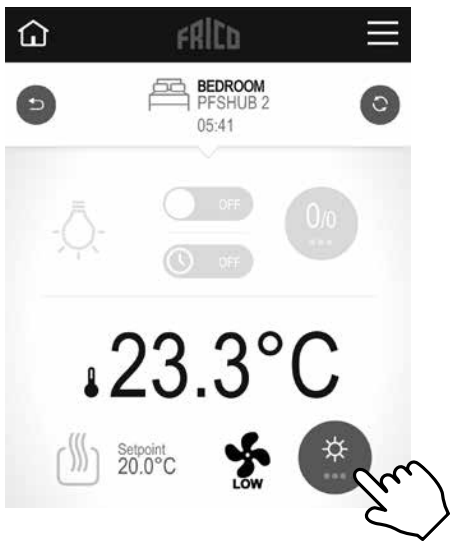 FRICO
BEDROOM
PFSHUB 2
05:41
OFF
0/0
OFF
23.3°C
Setpoint
20.0°C
LOW